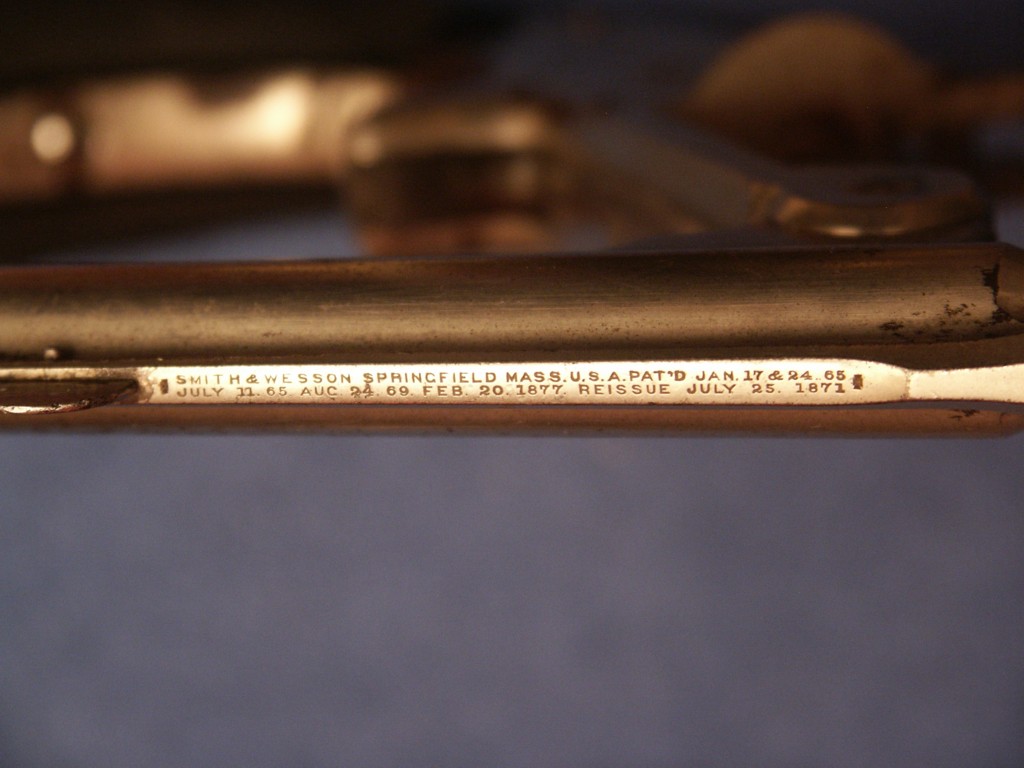 SMITH & WESSON SPRINGFIELD MASS. U.S.A. PAT'D JAN. 17 & 24. 65
JULY 11. 65 AUG. 24. 69. FEB. 20. 1877. REISSUE JULY 25. 1871